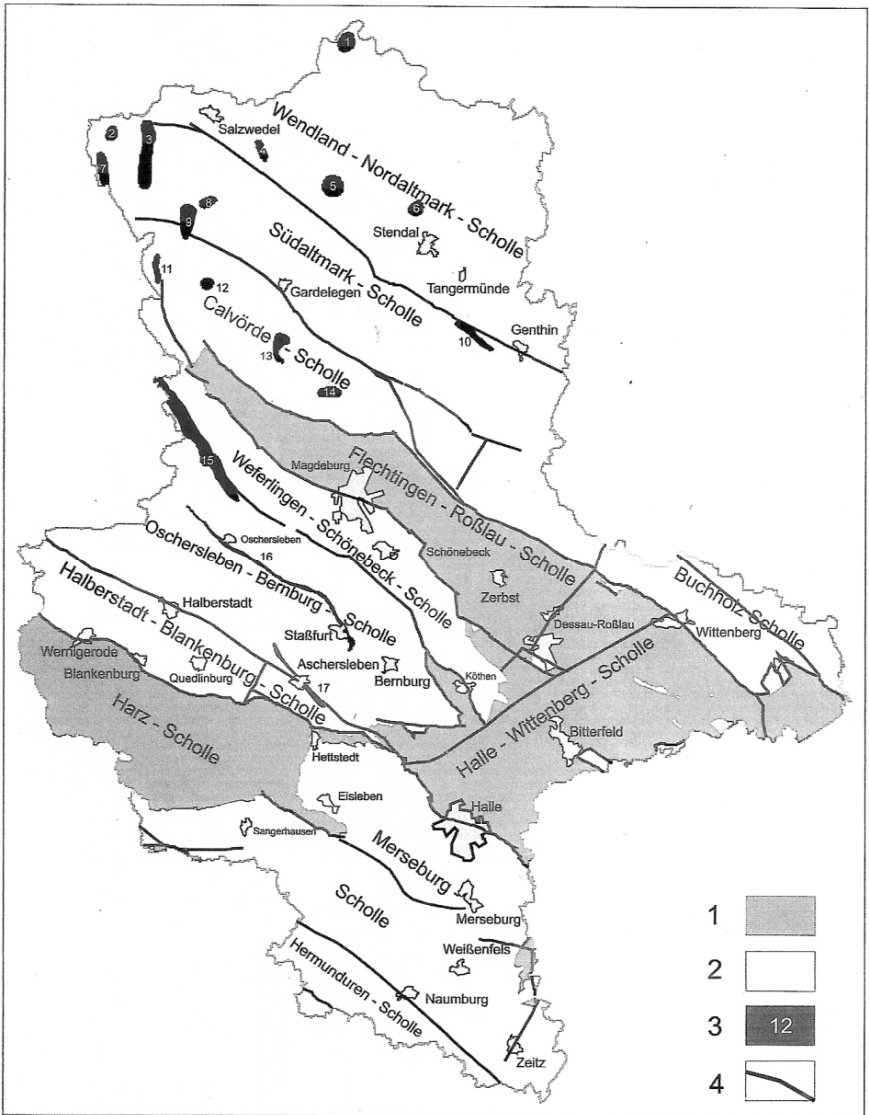 1
Wendland - Nordaltmark - Scholle
Salzwedel
2
3
4
7
5
8
6
9
Stendal
Südaltmark - Scholle
11
12
Gardelegen
Tangermünde
Calvörde - Scholle
10
Genthin
13
14
15
Flechtingen - Roßlau - Scholle
Magdeburg
Weferlingen - Schönebeck - Scholle
Schönebeck
Oschersleben
16
Oschersleben - Bernburg - Scholle
Zerbst
Buchholz - Scholle
Halberstadt - Blankenburg - Scholle
Halberstadt
Dessau-Roßlau
Wittenberg
Staßfurt
Wernigerode
Aschersleben
Blankenburg
Quedlinburg
Bernburg
Köthen
17
Harz - Scholle
Halle - Wittenberg - Scholle
Bitterfeld
Hettstedt
Eisleben
Halle
Sangerhausen
Merseburg
Scholle
Merseburg
Weißenfels
Hermunduren - Scholle
Naumburg
Zeitz
1
2
3 12
4